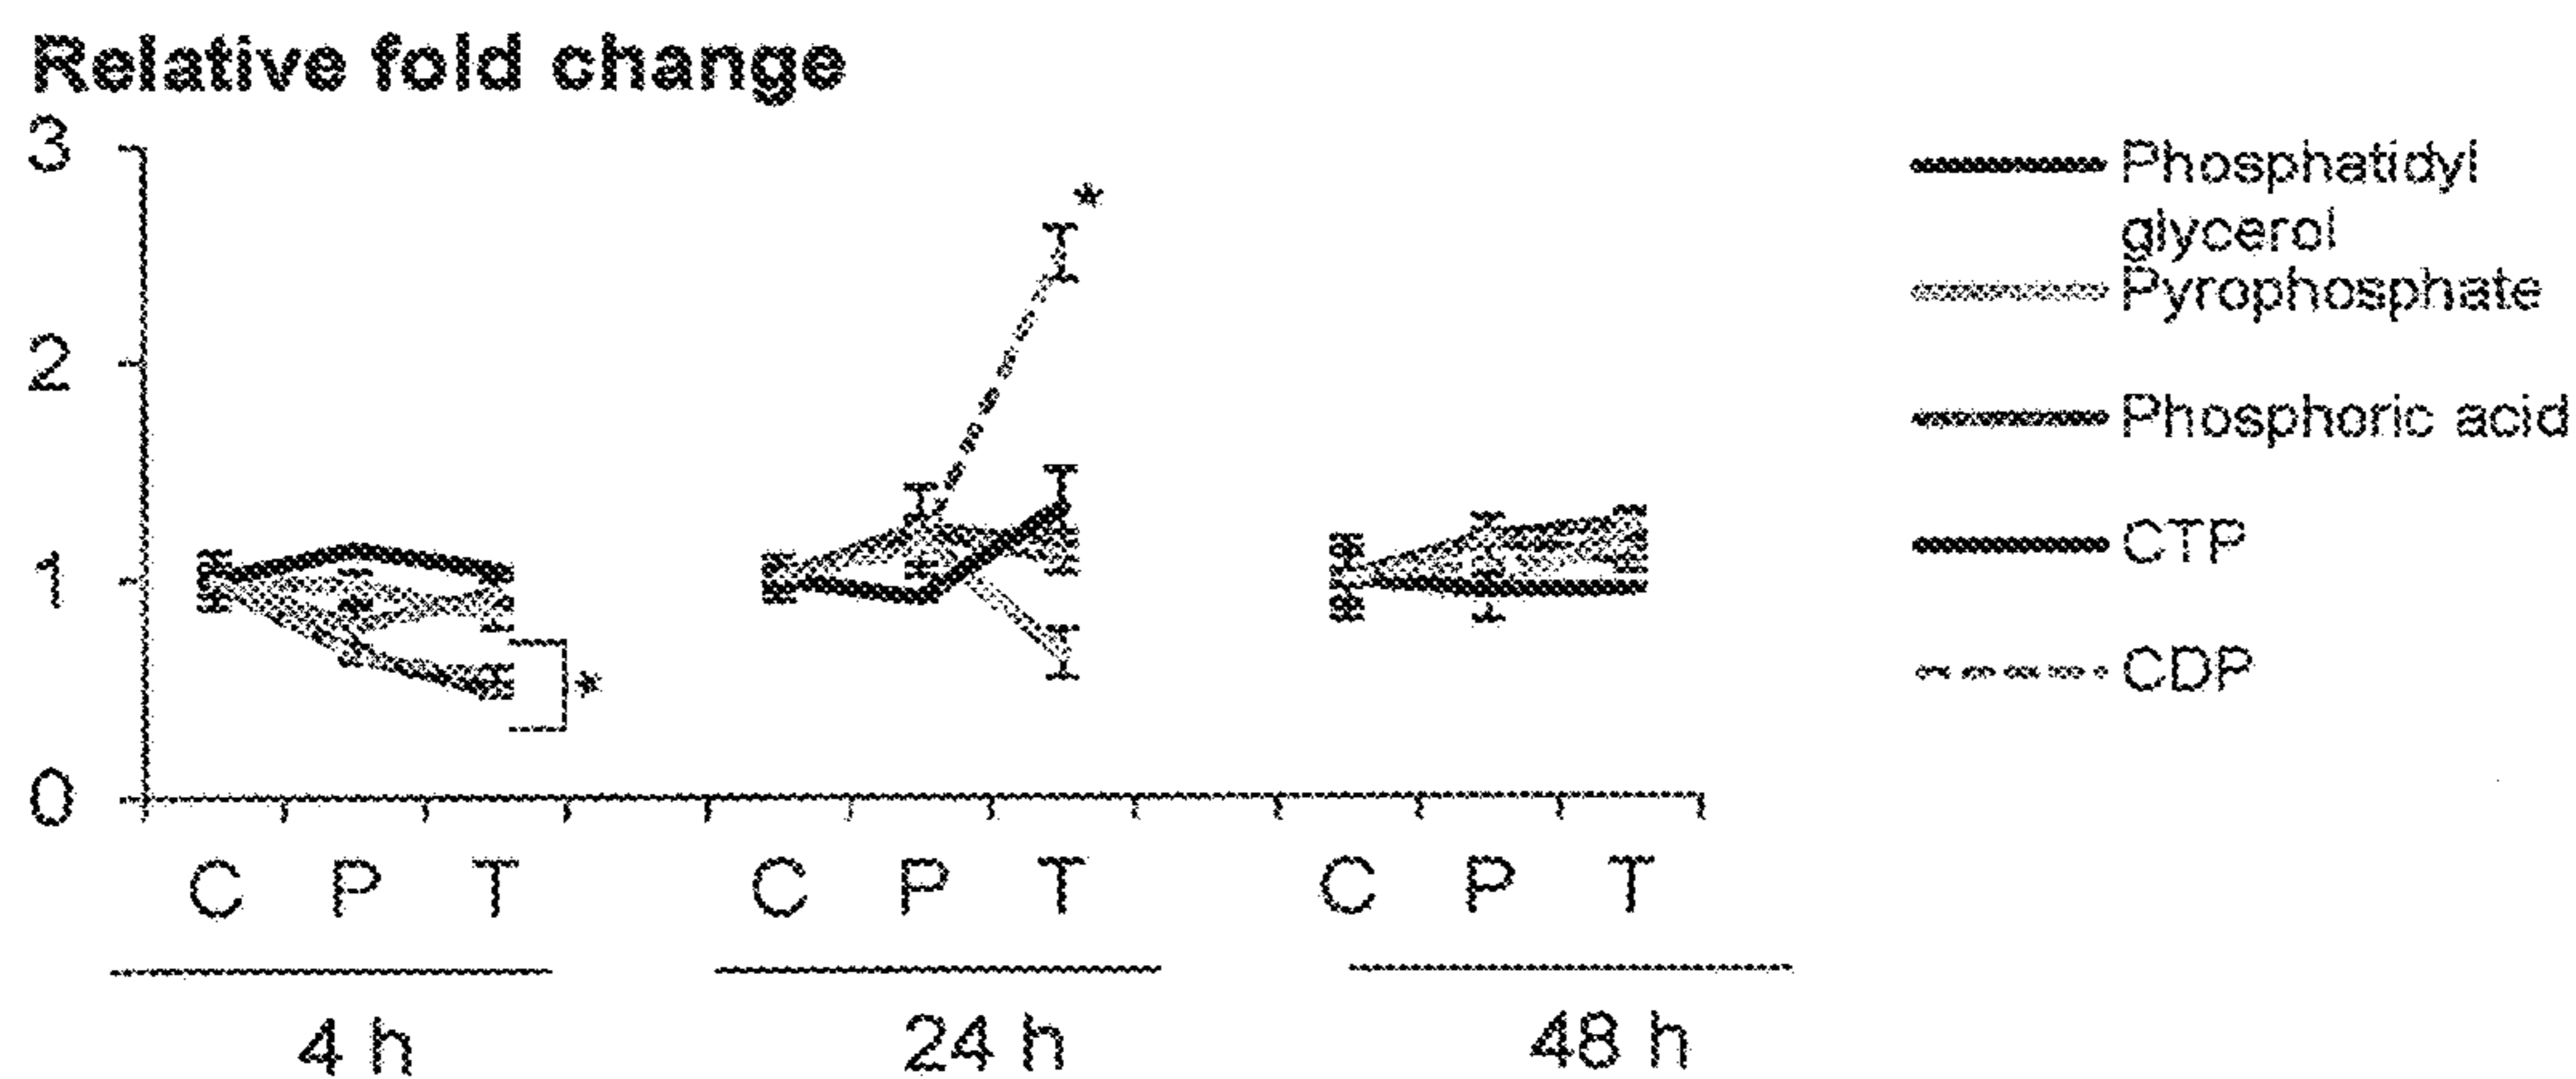 Relative fold change
3
2
1
0
*
*
C P T C P T C P T
4 h 24 h 48 h
Phosphatidyl
glycerol
Pyrophosphate
Phosphoric acid
CTP
CDP